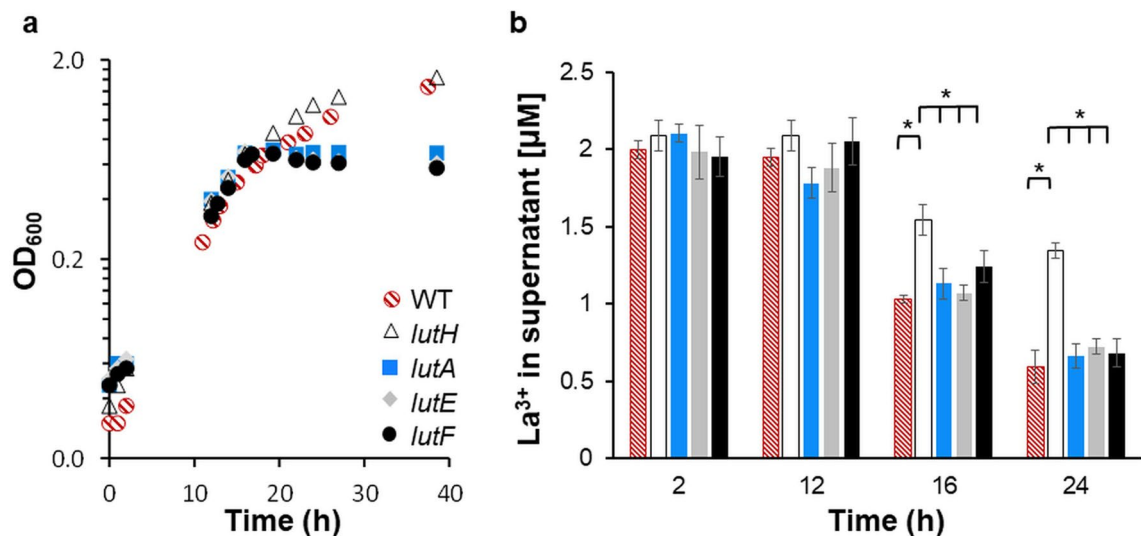 a
OD600
2.0
0.2
0.0
0
10
20
30
40
Time (h)
WT
lutH
lutA
lutE
lutF
b
La3+ in supernatant [µM]
2.5
2
1.5
1
0.5
0
*
*
*
*
2
12
16
24
Time (h)